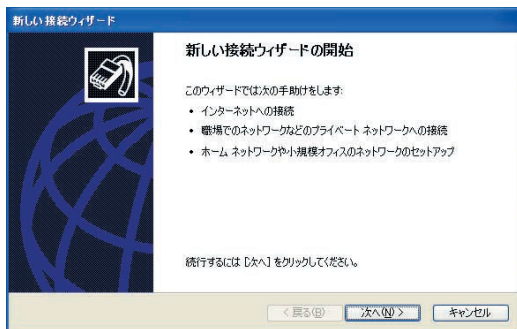 新しい接続ウィザード
新しい接続ウィザードの開始
このウィザードでは次の手助けをします:
• インターネットへの接続
• 職場でのネットワークなどのプライベート ネットワークへの接続
• ホーム ネットワークや小規模オフィスのネットワークのセットアップ
続行するには [次へ] をクリックしてください。
< 戻る(B) 次へ(N) > キャンセル